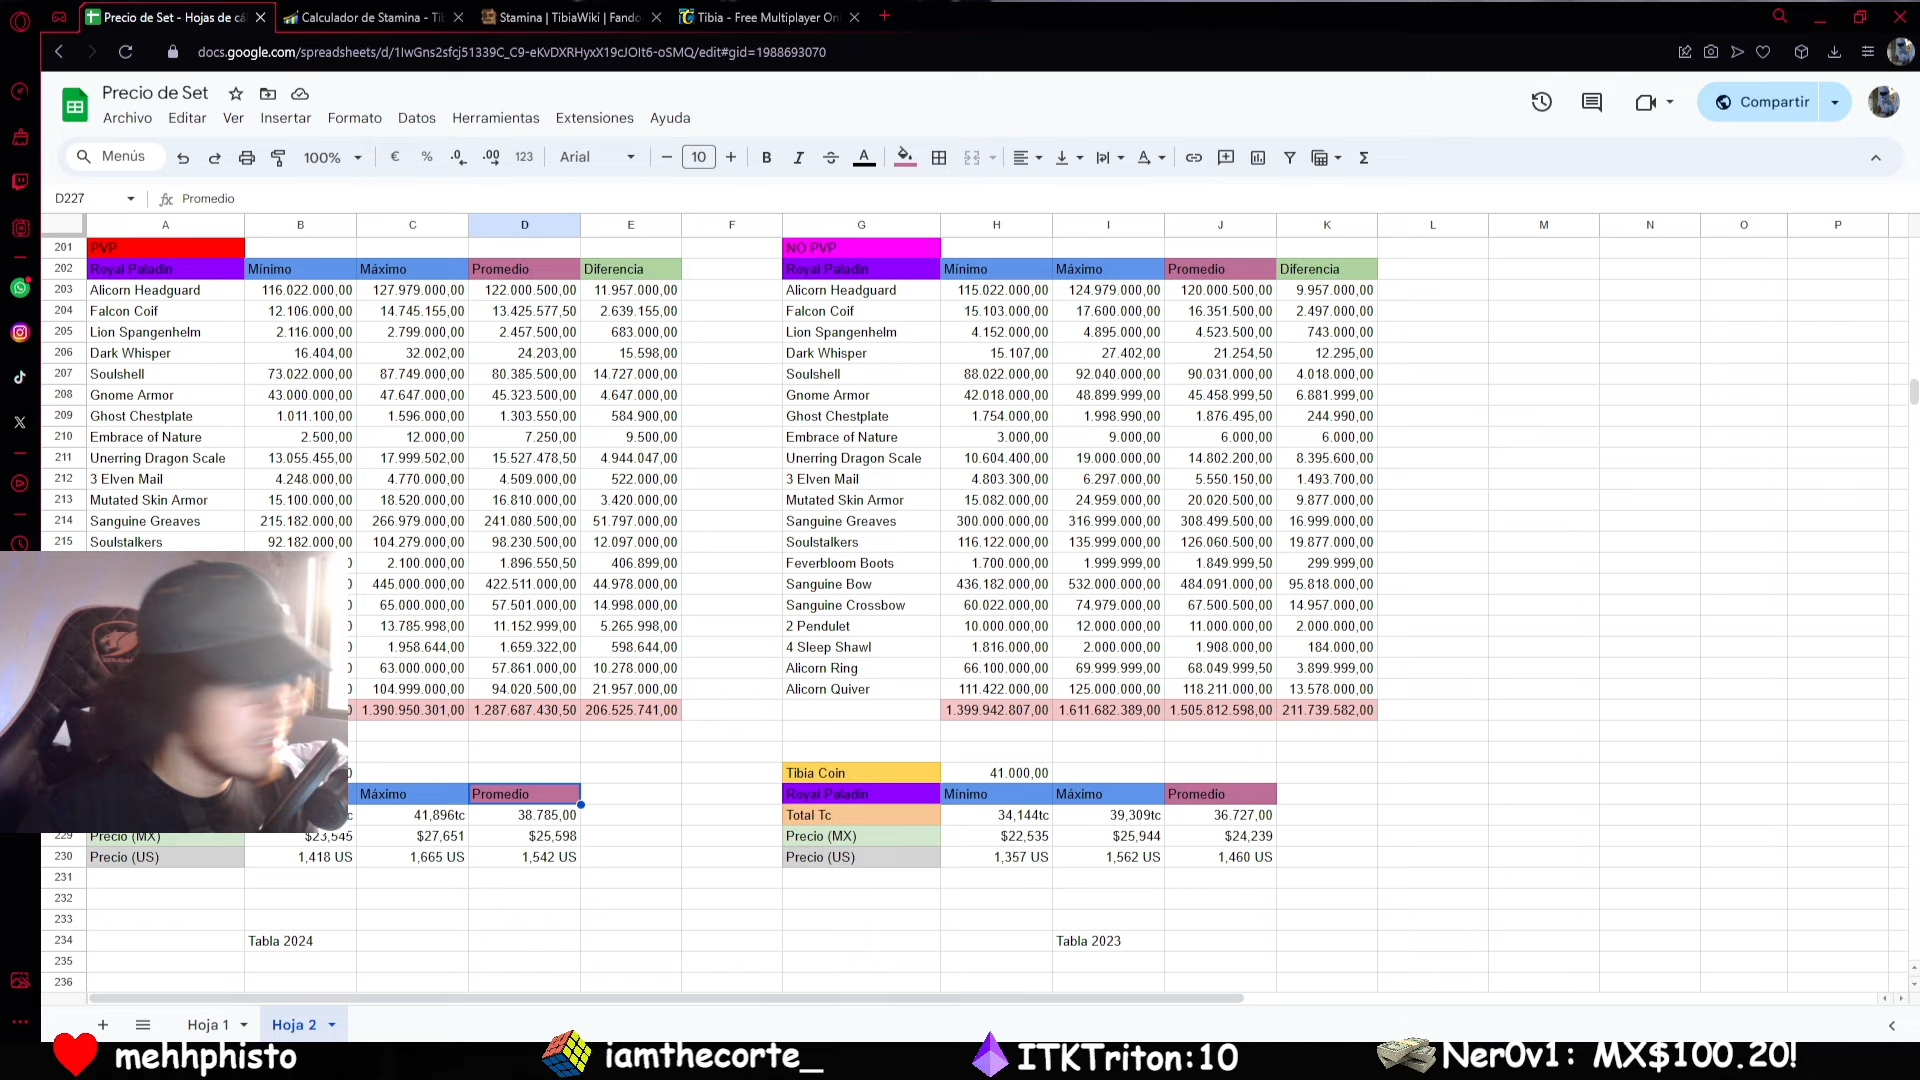 Precio de Set - Hojas de cá
Calculador de Stamina - Tib
Stamina | TibiaWiki | Fando
Tibia - Free Multiplayer On
docs.google.com/spreadsheets/d/1IwGns2sfcj51339C_C9-eKvDXRHyxX19cJOIt6-oSMQ/edit#gid=1988693070
Precio de Set
Archivo Editar Ver Insertar Formato Datos Herramientas Extensiones Ayuda
Compartir
Menús 100% € % .0 .00 123 Arial 10 B I A
D227 fx Promedio
A B C D E F G H I J K L M N O P
201 PVP NO PVP
202 Royal Paladin Mínimo Máximo Promedio Diferencia Royal Paladin Mínimo Máximo Promedio Diferencia
203 Alicorn Headguard 116.022.000,00 127.979.000,00 122.000.500,00 11.957.000,00 Alicorn Headguard 115.022.000,00 124.979.000,00 120.000.500,00 9.957.000,00
204 Falcon Coif 12.106.000,00 14.745.155,00 13.425.577,50 2.639.155,00 Falcon Coif 15.103.000,00 17.600.000,00 16.351.500,00 2.497.000,00
205 Lion Spangenhelm 2.116.000,00 2.799.000,00 2.457.500,00 683.000,00 Lion Spangenhelm 4.152.000,00 4.895.000,00 4.523.500,00 743.000,00
206 Dark Whisper 16.404,00 32.002,00 24.203,00 15.598,00 Dark Whisper 15.107,00 27.402,00 21.254,50 12.295,00
207 Soulshell 73.022.000,00 87.749.000,00 80.385.500,00 14.727.000,00 Soulshell 88.022.000,00 92.040.000,00 90.031.000,00 4.018.000,00
208 Gnome Armor 43.000.000,00 47.647.000,00 45.323.500,00 4.647.000,00 Gnome Armor 42.018.000,00 48.899.999,00 45.458.999,50 6.881.999,00
209 Ghost Chestplate 1.011.100,00 1.596.000,00 1.303.550,00 584.900,00 Ghost Chestplate 1.754.000,00 1.998.990,00 1.876.495,00 244.990,00
210 Embrace of Nature 2.500,00 12.000,00 7.250,00 9.500,00 Embrace of Nature 3.000,00 9.000,00 6.000,00 6.000,00
211 Unerring Dragon Scale 13.055.455,00 17.999.502,00 15.527.478,50 4.944.047,00 Unerring Dragon Scale 10.604.400,00 19.000.000,00 14.802.200,00 8.395.600,00
212 3 Elven Mail 4.248.000,00 4.770.000,00 4.509.000,00 522.000,00 3 Elven Mail 4.803.300,00 6.297.000,00 5.550.150,00 1.493.700,00
213 Mutated Skin Armor 15.100.000,00 18.520.000,00 16.810.000,00 3.420.000,00 Mutated Skin Armor 15.082.000,00 24.959.000,00 20.020.500,00 9.877.000,00
214 Sanguine Greaves 215.182.000,00 266.979.000,00 241.080.500,00 51.797.000,00 Sanguine Greaves 300.000.000,00 316.999.000,00 308.499.500,00 16.999.000,00
215 Soulstalkers 92.182.000,00 104.279.000,00 98.230.500,00 12.097.000,00 Soulstalkers 116.122.000,00 135.999.000,00 126.060.500,00 19.877.000,00
2.100.000,00 1.896.550,50 406.899,00 Feverbloom Boots 1.700.000,00 1.999.999,00 1.849.999,50 299.999,00
445.000.000,00 422.511.000,00 44.978.000,00 Sanguine Bow 436.182.000,00 532.000.000,00 484.091.000,00 95.818.000,00
65.000.000,00 57.501.000,00 14.998.000,00 Sanguine Crossbow 60.022.000,00 74.979.000,00 67.500.500,00 14.957.000,00
13.785.998,00 11.152.999,00 5.265.998,00 2 Pendulet 10.000.000,00 12.000.000,00 11.000.000,00 2.000.000,00
1.958.644,00 1.659.322,00 598.644,00 4 Sleep Shawl 1.816.000,00 2.000.000,00 1.908.000,00 184.000,00
63.000.000,00 57.861.000,00 10.278.000,00 Alicorn Ring 66.100.000,00 69.999.999,00 68.049.999,50 3.899.999,00
104.999.000,00 94.020.500,00 21.957.000,00 Alicorn Quiver 111.422.000,00 125.000.000,00 118.211.000,00 13.578.000,00
1.390.950.301,00 1.287.687.430,50 206.525.741,00 1.399.942.807,00 1.611.682.389,00 1.505.812.598,00 211.739.582,00
Tibia Coin 41.000,00
Máximo Promedio Royal Paladin Mínimo Máximo Promedio
41,896tc 38.785,00 Total Tc 34,144tc 39,309tc 36.727,00
229 Precio (MX) $23,545 $27,651 $25,598 Precio (MX) $22,535 $25,944 $24,239
230 Precio (US) 1,418 US 1,665 US 1,542 US Precio (US) 1,357 US 1,562 US 1,460 US
231
232
233
234 Tabla 2024 Tabla 2023
235
236
Hoja 1 Hoja 2
mehhphisto iamthecorte_ ITKTriton:10 Ner0v1: MX$100.20!